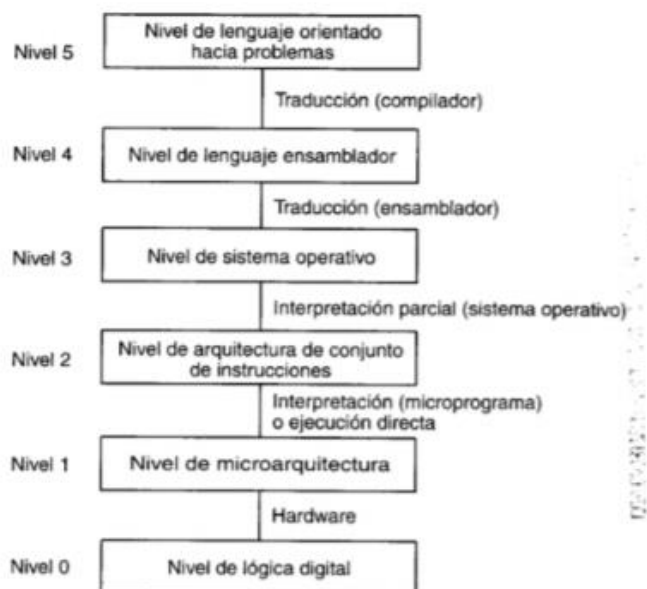 Nivel 5
Nivel de lenguaje orientado
hacia problemas
Traducción (compilador)
Nivel 4
Nivel de lenguaje ensamblador
Traducción (ensamblador)
Nivel 3
Nivel de sistema operativo
Interpretación parcial (sistema operativo)
Nivel 2
Nivel de arquitectura de conjunto
de instrucciones
Interpretación (microprograma)
o ejecución directa
Nivel 1
Nivel de microarquitectura
Hardware
Nivel 0
Nivel de lógica digital